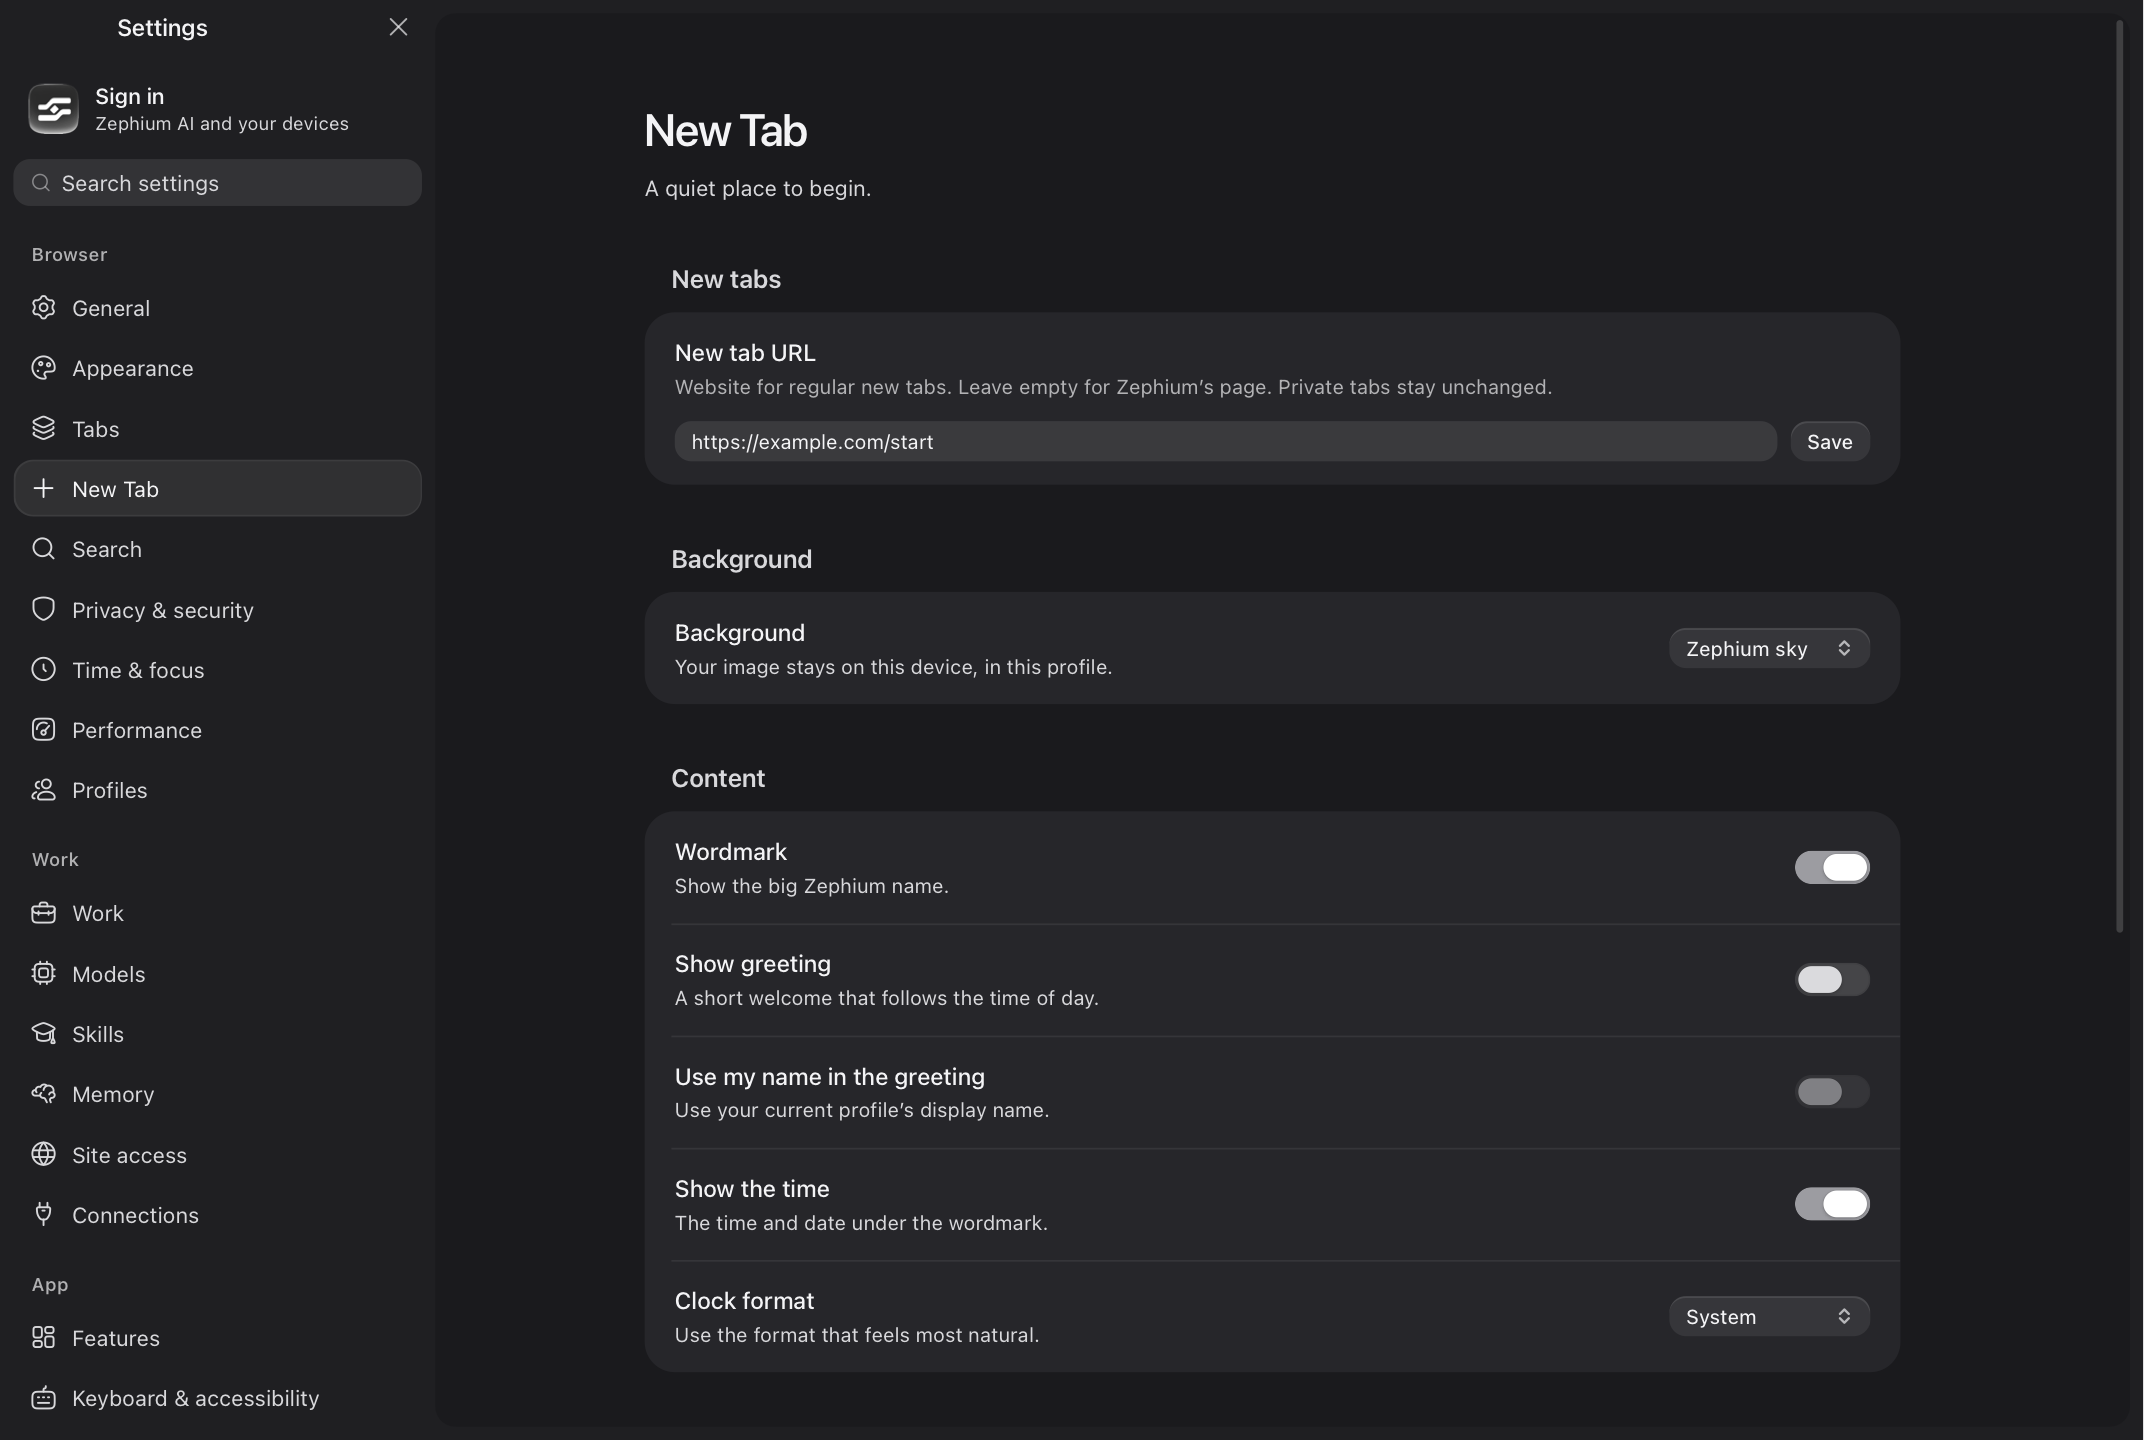 Settings
Sign in
Zephium AI and your devices
Search settings
Browser
General
Appearance
Tabs
New Tab
Search
Privacy & security
Time & focus
Performance
Profiles
Work
Work
Models
Skills
Memory
Site access
Connections
App
Features
Keyboard & accessibility
New Tab
A quiet place to begin.
New tabs
New tab URL
Website for regular new tabs. Leave empty for Zephium’s page. Private tabs stay unchanged.
https://example.com/start
Save
Background
Background
Your image stays on this device, in this profile.
Zephium sky
Content
Wordmark
Show the big Zephium name.
Show greeting
A short welcome that follows the time of day.
Use my name in the greeting
Use your current profile’s display name.
Show the time
The time and date under the wordmark.
Clock format
Use the format that feels most natural.
System